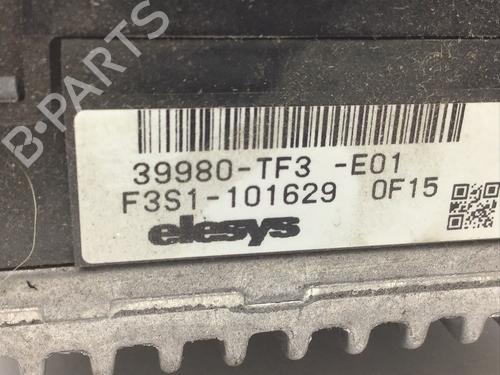 B-PARTS
39980-TF3 -E01
F3S1-101629 0F15
elesys